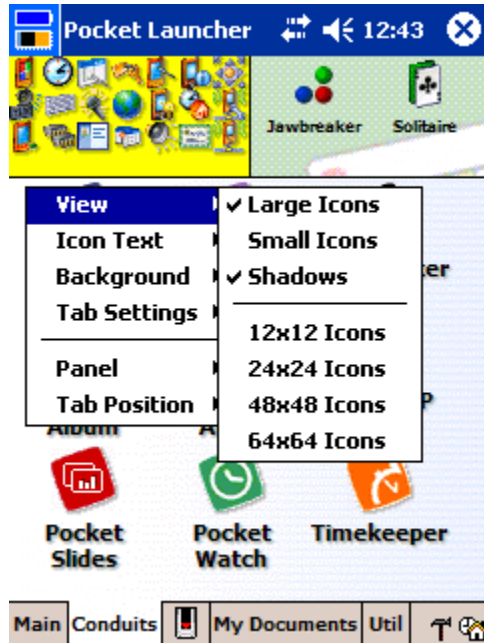 Pocket Launcher 12:43
Jawbreaker Solitaire
View
Icon Text
Background
Tab Settings
Panel
Tab Position
Large Icons
Small Icons
Shadows
12x12 Icons
24x24 Icons
48x48 Icons
64x64 Icons
Pocket Slides
Pocket Watch
Timekeeper
Main Conduits My Documents Util